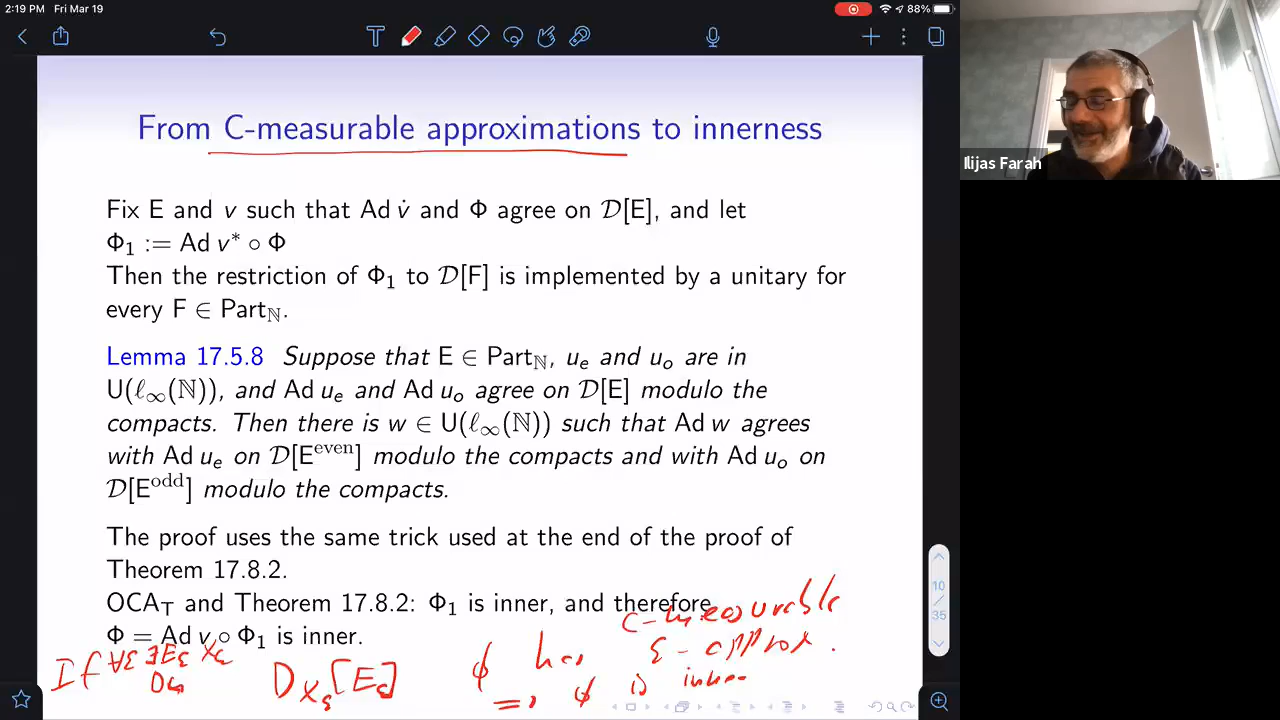 2:19 PM Fri Mar 19
88%
From C-measurable approximations to innerness
Fix E and v such that Ad v̇ and Φ agree on 𝒟[E], and let
Φ₁ := Ad v* ∘ Φ
Then the restriction of Φ₁ to 𝒟[F] is implemented by a unitary for
every F ∈ Part_ℕ.
Lemma 17.5.8 Suppose that E ∈ Part_ℕ, u_e and u_o are in
U(ℓ_∞(ℕ)), and Ad u_e and Ad u_o agree on 𝒟[E] modulo the
compacts. Then there is w ∈ U(ℓ_∞(ℕ)) such that Ad w agrees
with Ad u_e on 𝒟[E^even] modulo the compacts and with Ad u_o on
𝒟[E^odd] modulo the compacts.
The proof uses the same trick used at the end of the proof of
Theorem 17.8.2.
OCA_T and Theorem 17.8.2: Φ₁ is inner, and therefore
Φ = Ad v ∘ Φ₁ is inner.
If ∀ε ∃E_ε X_ε
on D_{X_ε}[E_ε] ϕ has C-measurable
ε-approx.
⇒ ϕ is inner
10
/
35
Ilijas Farah